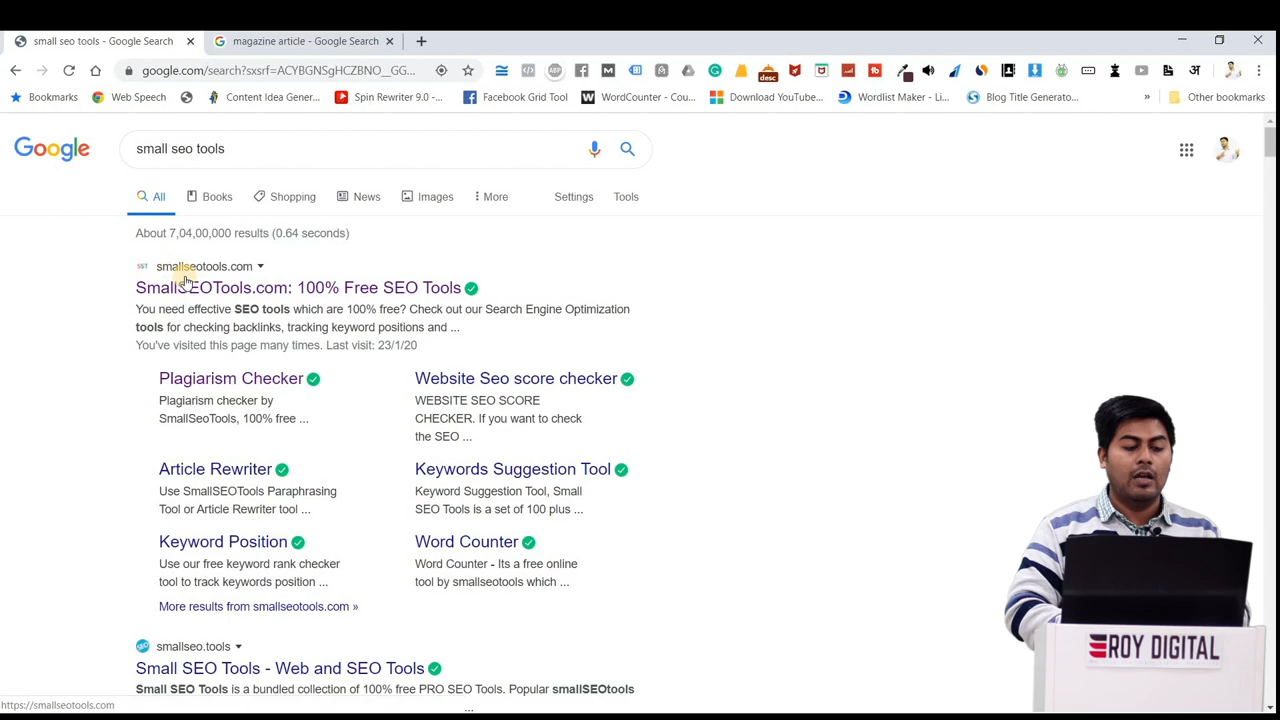 small seo tools - Google Search
magazine article - Google Search
google.com/search?sxsrf=ACYBGNSgHCZBNO__GG...
Bookmarks
Web Speech
Content Idea Gener...
Spin Rewriter 9.0 -...
Facebook Grid Tool
WordCounter - Cou...
Download YouTube...
Wordlist Maker - Li...
Blog Title Generato...
»
Other bookmarks
Google
small seo tools
All
Books
Shopping
News
Images
More
Settings
Tools
About 7,04,00,000 results (0.64 seconds)
SST
smallseotools.com
SmallSEOTools.com: 100% Free SEO Tools
You need effective SEO tools which are 100% free? Check out our Search Engine Optimization
tools for checking backlinks, tracking keyword positions and ...
You've visited this page many times. Last visit: 23/1/20
Plagiarism Checker
Plagiarism checker by
SmallSeoTools, 100% free ...
Website Seo score checker
WEBSITE SEO SCORE
CHECKER. If you want to check
the SEO ...
Article Rewriter
Use SmallSEOTools Paraphrasing
Tool or Article Rewriter tool ...
Keywords Suggestion Tool
Keyword Suggestion Tool, Small
SEO Tools is a set of 100 plus ...
Keyword Position
Use our free keyword rank checker
tool to track keywords position ...
Word Counter
Word Counter - Its a free online
tool by smallseotools which ...
More results from smallseotools.com »
SEO
smallseo.tools
Small SEO Tools - Web and SEO Tools
Small SEO Tools is a bundled collection of 100% free PRO SEO Tools. Popular smallSEOtools
...
https://smallseotools.com
ROY DIGITAL